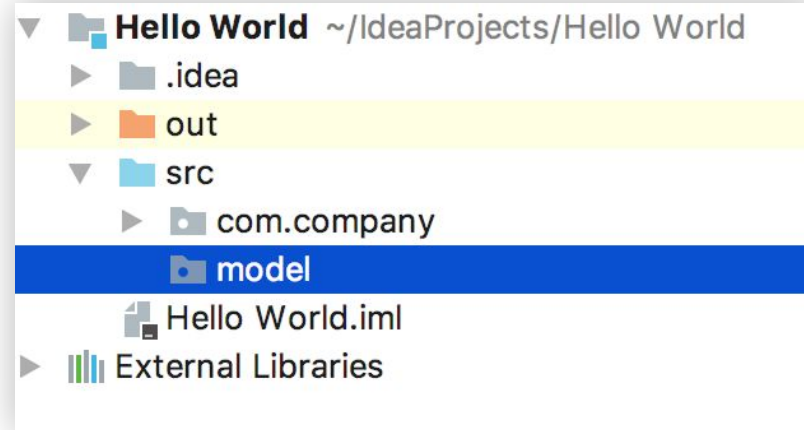 Hello World ~/IdeaProjects/Hello World
.idea
out
src
com.company
model
Hello World.iml
External Libraries